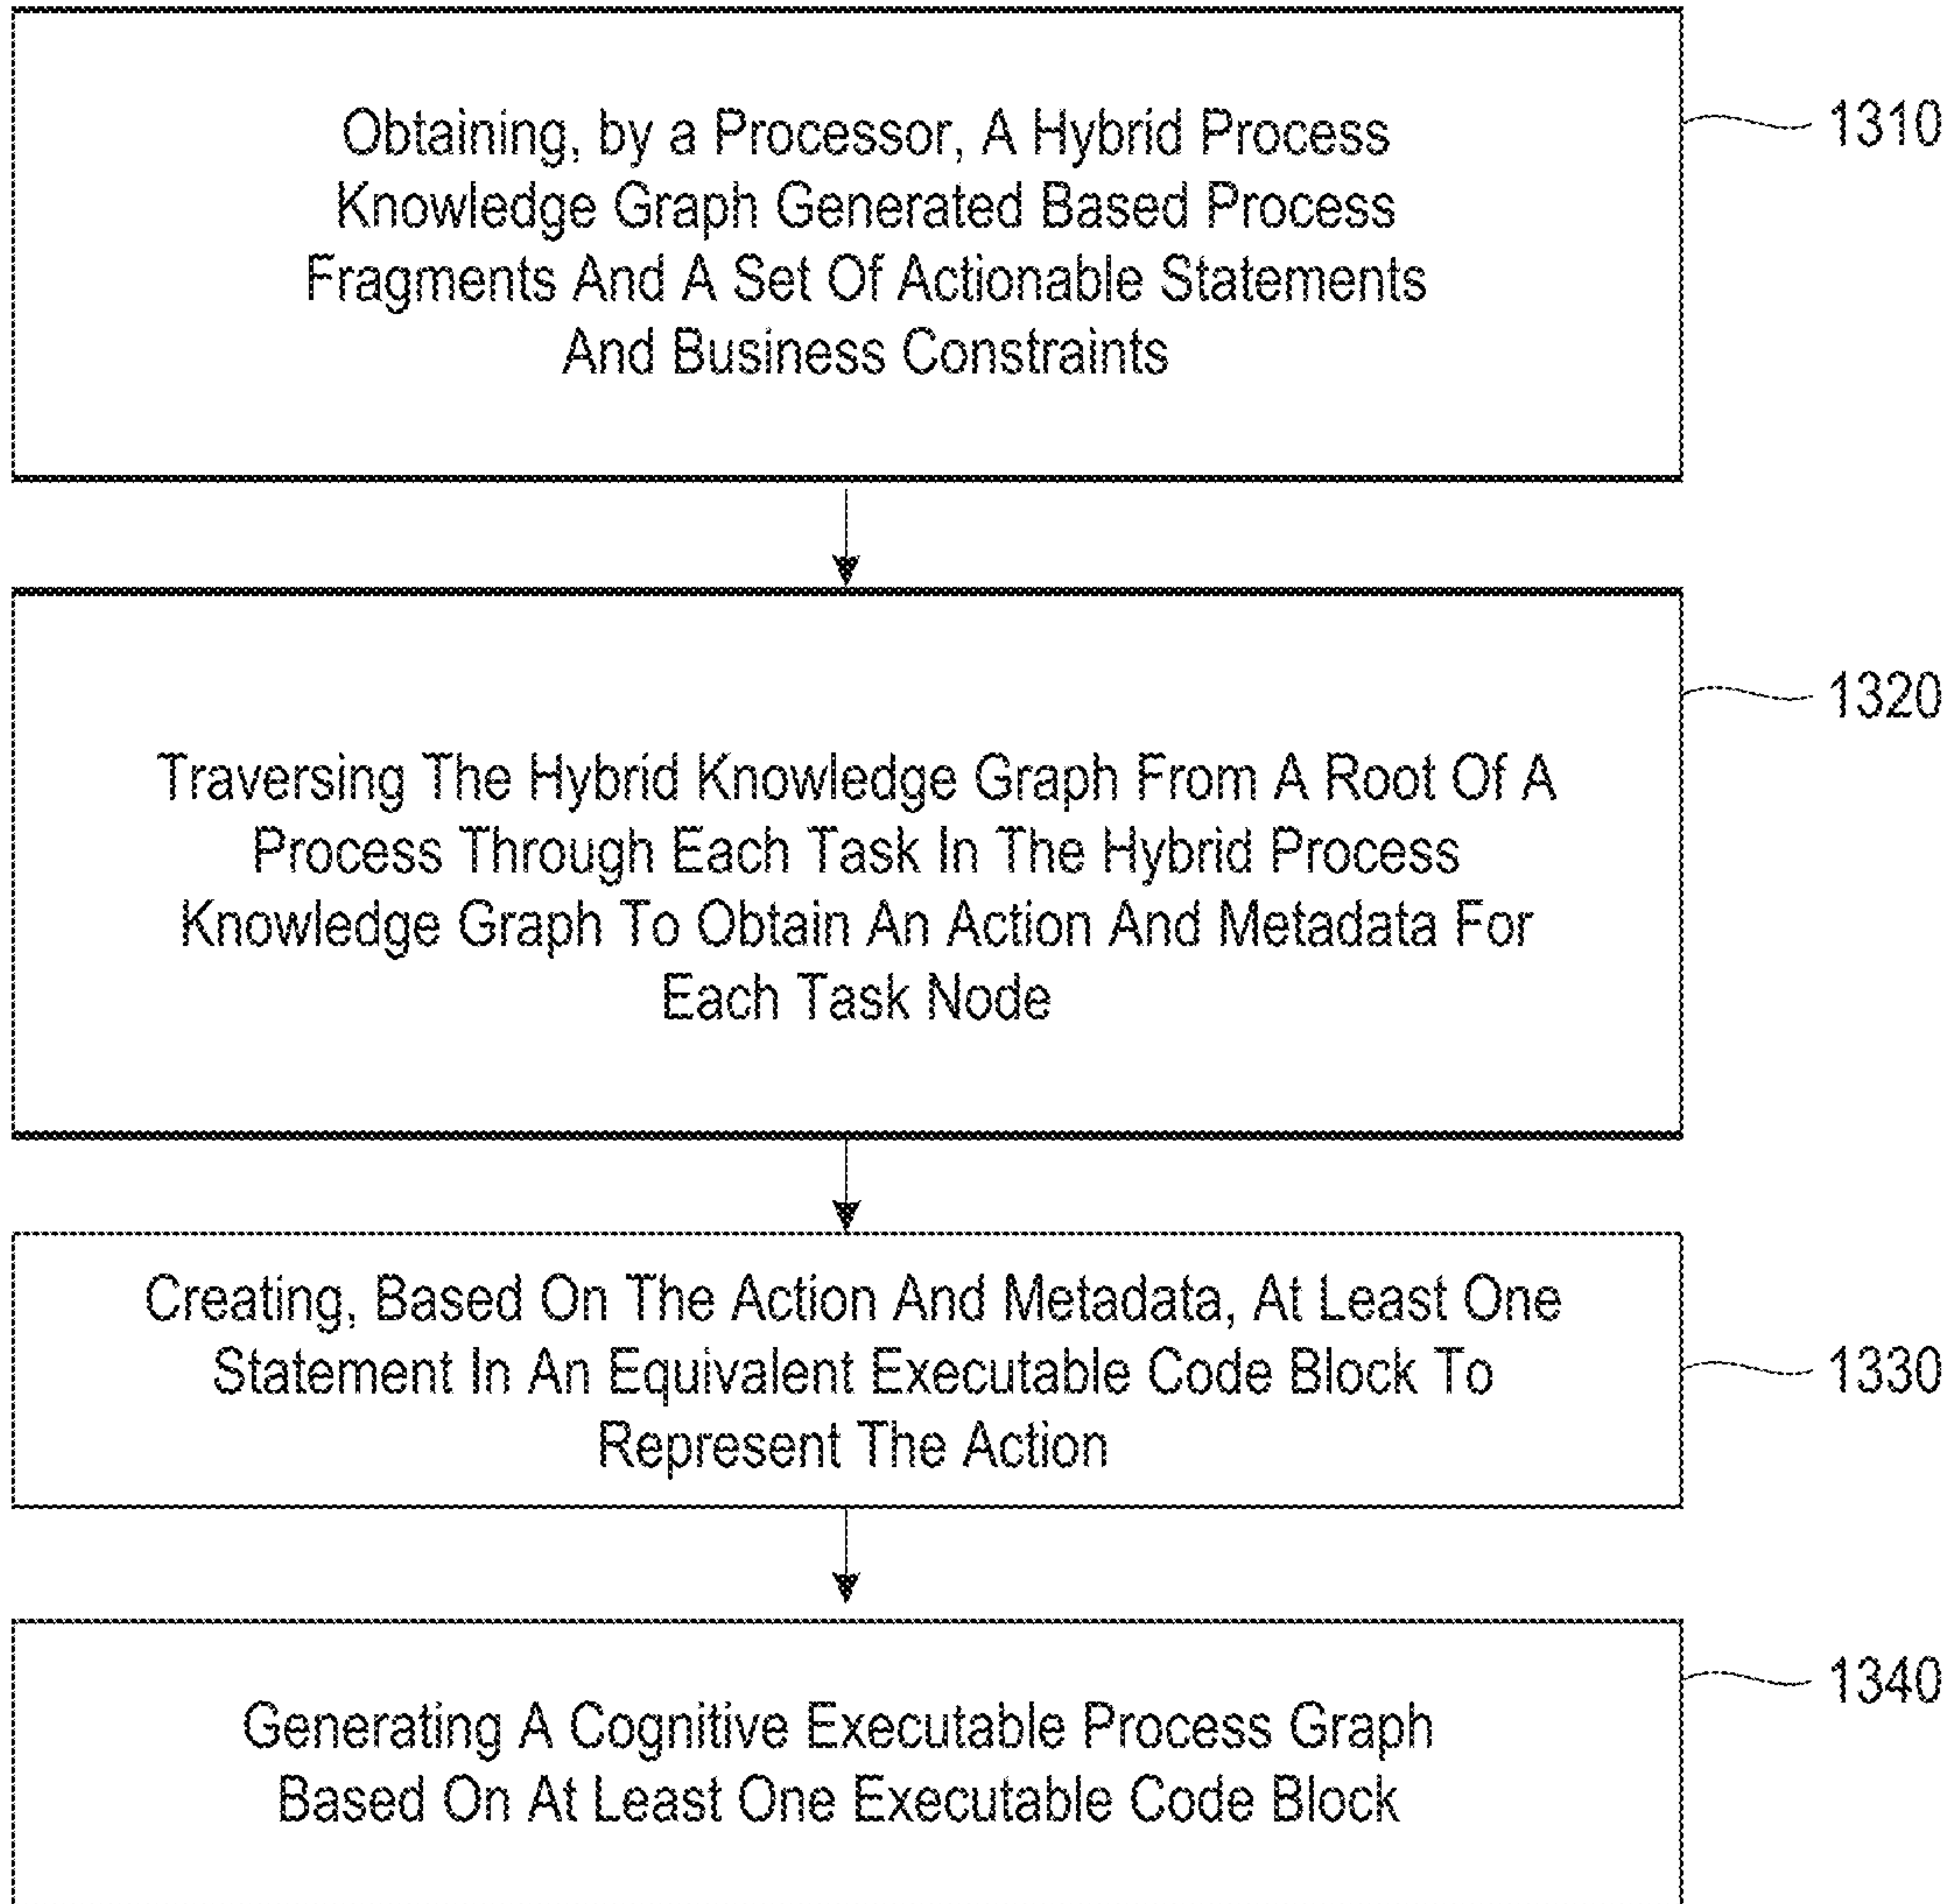 Obtaining, by a Processor, A Hybrid Process
Knowledge Graph Generated Based Process
Fragments And A Set Of Actionable Statements
And Business Constraints
1310
Traversing The Hybrid Knowledge Graph From A Root Of A
Process Through Each Task In The Hybrid Process
Knowledge Graph To Obtain An Action And Metadata For
Each Task Node
1320
Creating, Based On The Action And Metadata, At Least One
Statement In An Equivalent Executable Code Block To
Represent The Action
1330
Generating A Cognitive Executable Process Graph
Based On At Least One Executable Code Block
1340